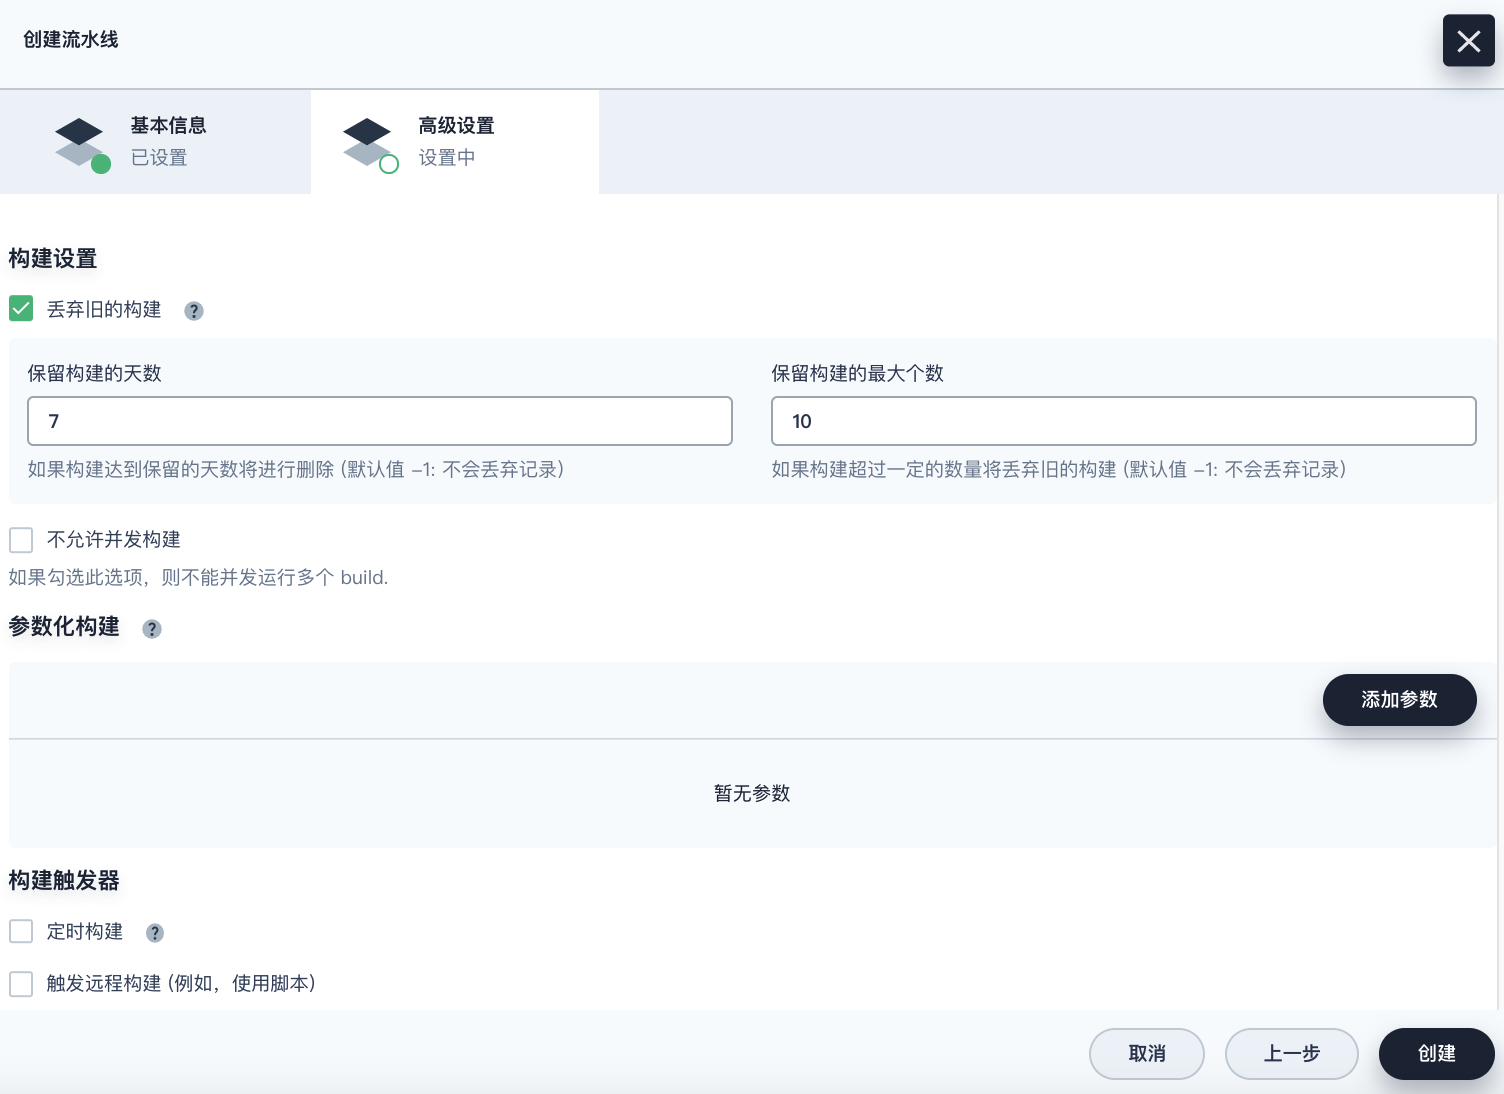 创建流水线
基本信息
已设置
高级设置
设置中
构建设置
丢弃旧的构建 ?
保留构建的天数
7
如果构建达到保留的天数将进行删除 (默认值 -1: 不会丢弃记录)
保留构建的最大个数
10
如果构建超过一定的数量将丢弃旧的构建 (默认值 -1: 不会丢弃记录)
不允许并发构建
如果勾选此选项，则不能并发运行多个 build.
参数化构建 ?
添加参数
暂无参数
构建触发器
定时构建 ?
触发远程构建 (例如，使用脚本)
取消
上一步
创建